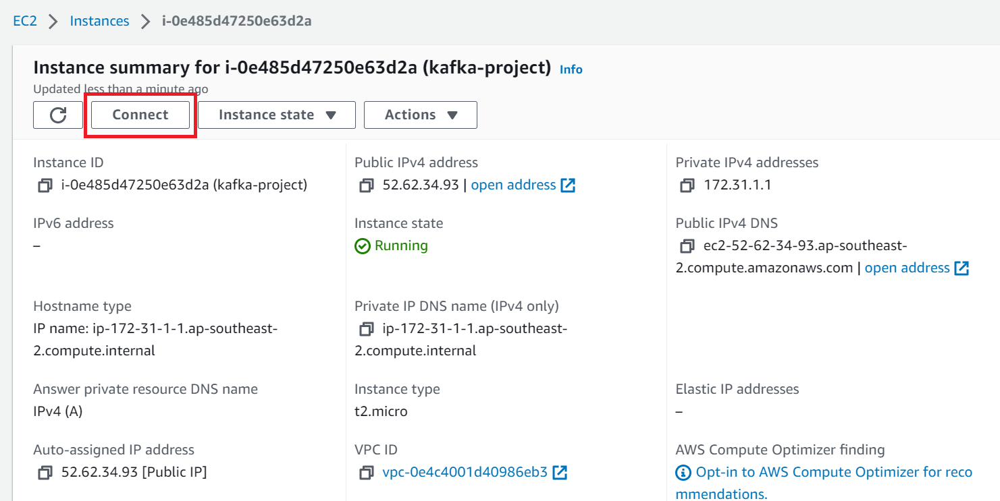 EC2 > Instances > i-0e485d47250e63d2a
Instance summary for i-0e485d47250e63d2a (kafka-project) Info
Updated less than a minute ago
Connect
Instance state
Actions
Instance ID
i-0e485d47250e63d2a (kafka-project)
Public IPv4 address
52.62.34.93 | open address
Private IPv4 addresses
172.31.1.1
IPv6 address
–
Instance state
Running
Public IPv4 DNS
ec2-52-62-34-93.ap-southeast-
2.compute.amazonaws.com | open address
Hostname type
IP name: ip-172-31-1-1.ap-southeast-
2.compute.internal
Private IP DNS name (IPv4 only)
ip-172-31-1-1.ap-southeast-
2.compute.internal
Answer private resource DNS name
IPv4 (A)
Instance type
t2.micro
Elastic IP addresses
–
Auto-assigned IP address
52.62.34.93 [Public IP]
VPC ID
vpc-0e4c4001d40986eb3
AWS Compute Optimizer finding
Opt-in to AWS Compute Optimizer for reco
mmendations.